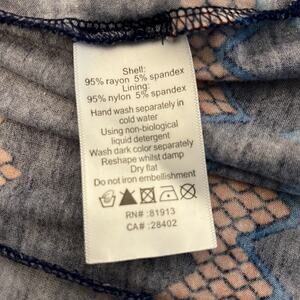 Shell:
95% rayon 5% spandex
Lining:
95% nylon 5% spandex
Hand wash separately in
cold water
Using non-biological
liquid detergent
Wash dark color separately
Reshape whilst damp
Dry flat
Do not iron embellishment
RN# :81913
CA# :28402